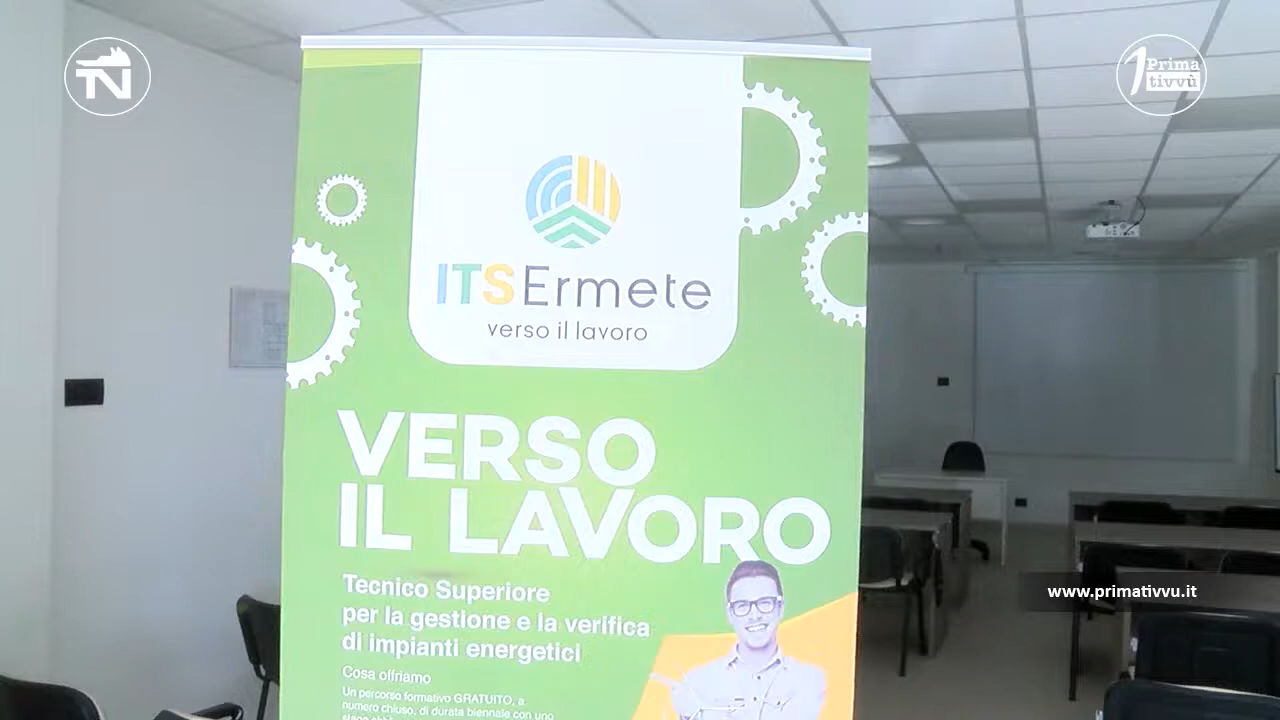 TN
1 Prima
tivvù
ITSErmete
verso il lavoro
VERSO
IL LAVORO
Tecnico Superiore
per la gestione e la verifica
di impianti energetici
Cosa offriamo
Un percorso formativo GRATUITO, a
numero chiuso, di durata biennale con uno
www.primativvu.it